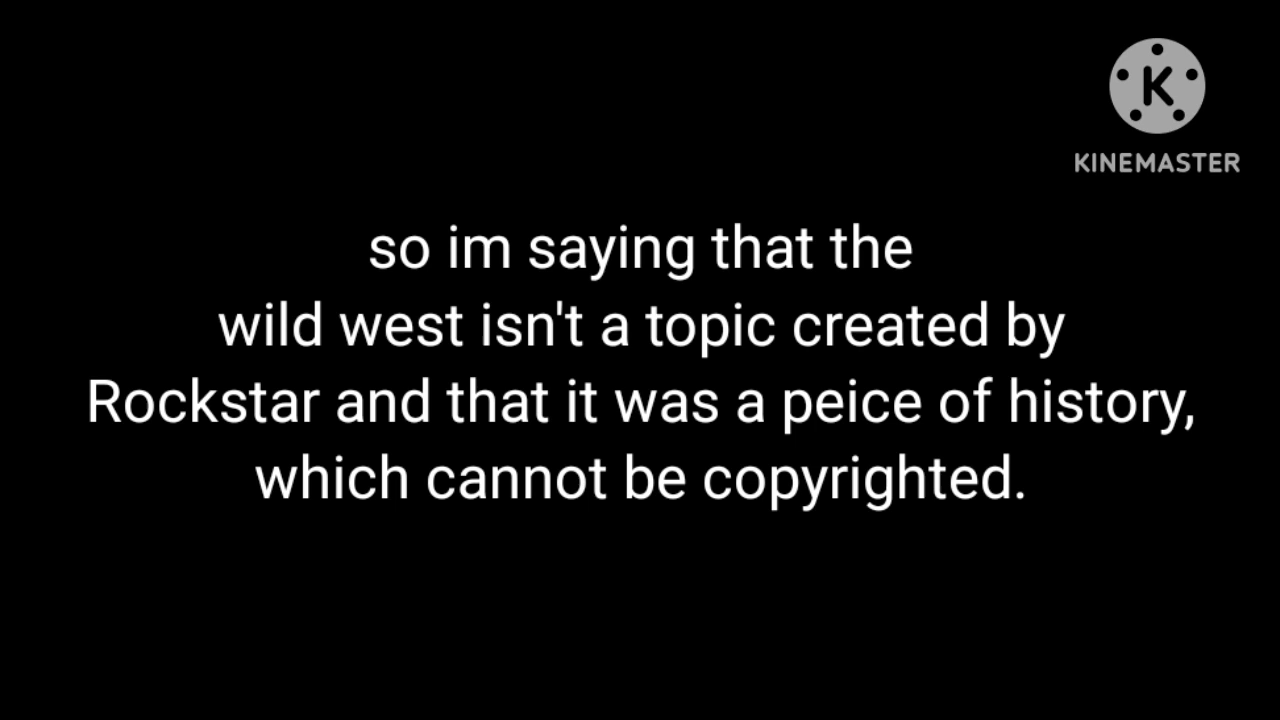 K
KINEMASTER
so im saying that the
wild west isn't a topic created by
Rockstar and that it was a peice of history,
which cannot be copyrighted.